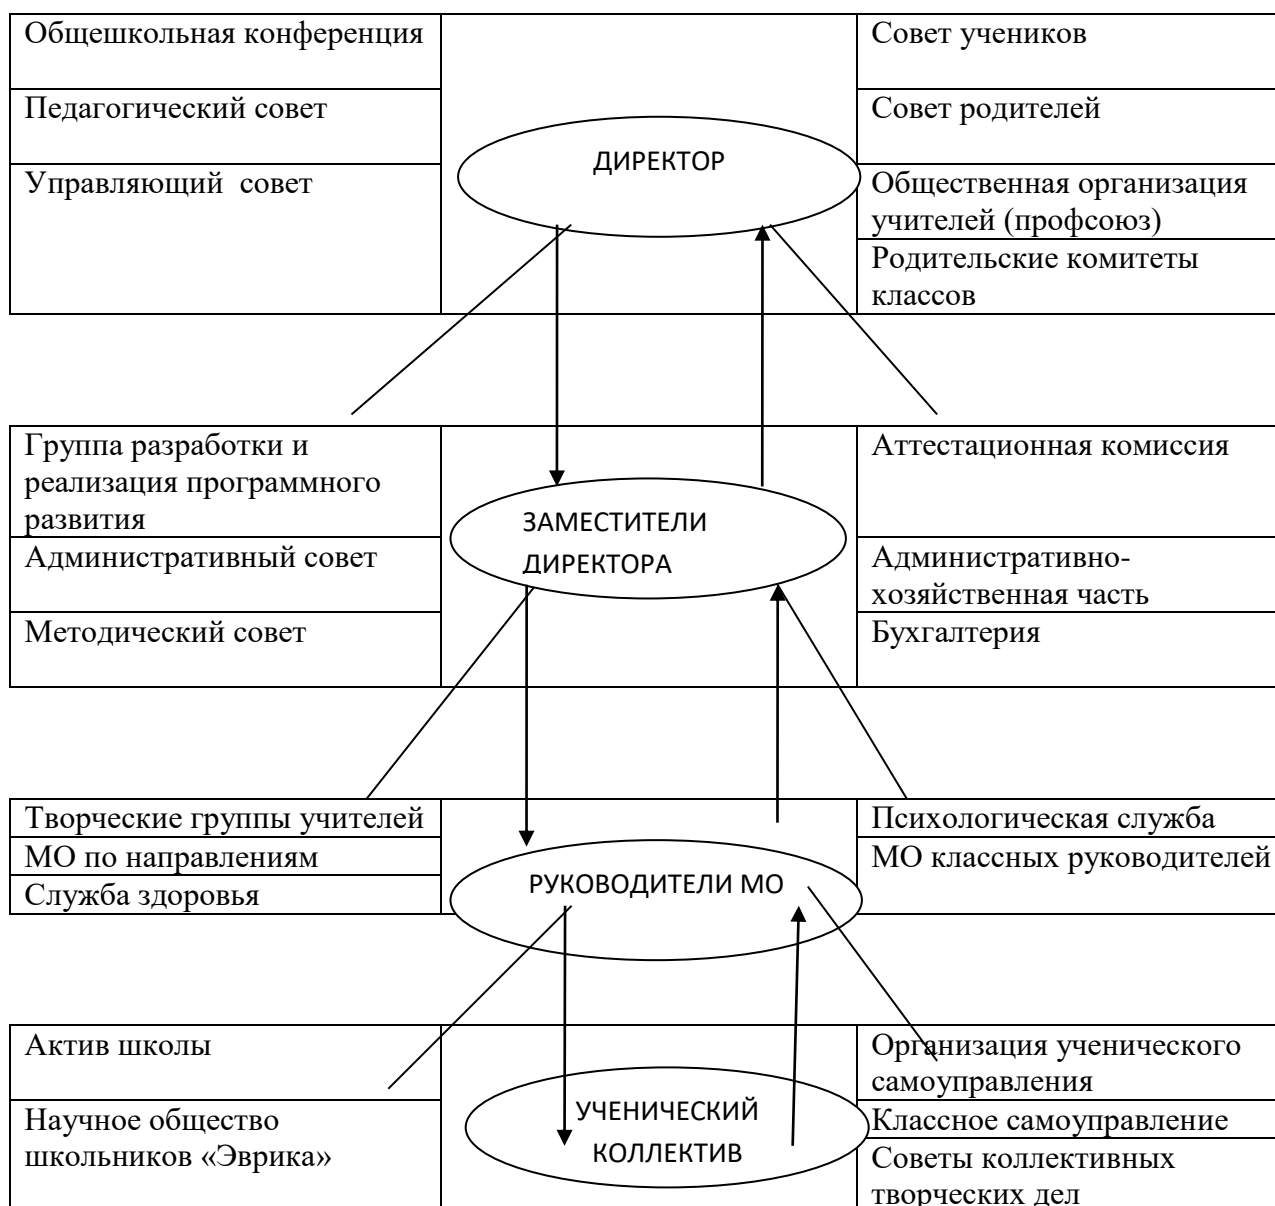 Общешкольная конференция
Педагогический совет
Управляющий совет
ДИРЕКТОР
Совет учеников
Совет родителей
Общественная организация
учителей (профсоюз)
Родительские комитеты
классов
Группа разработки и
реализация программного
развития
Административный совет
Методический совет
ЗАМЕСТИТЕЛИ
ДИРЕКТОРА
Аттестационная комиссия
Административно-
хозяйственная часть
Бухгалтерия
Творческие группы учителей
МО по направлениям
Служба здоровья
РУКОВОДИТЕЛИ МО
Психологическая служба
МО классных руководителей
Актив школы
Научное общество
школьников «Эврика»
УЧЕНИЧЕСКИЙ
КОЛЛЕКТИВ
Организация ученического
самоуправления
Классное самоуправление
Советы коллективных
творческих дел